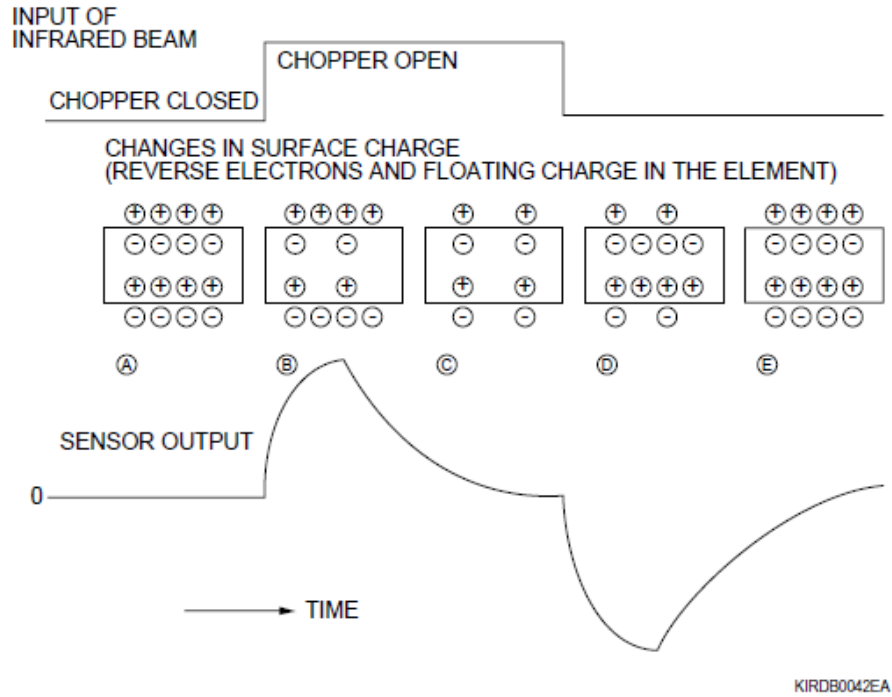 INPUT OF
INFRARED BEAM
CHOPPER OPEN
CHOPPER CLOSED
CHANGES IN SURFACE CHARGE
(REVERSE ELECTRONS AND FLOATING CHARGE IN THE ELEMENT)
+ + + + + + + + + + + + + + + +
- - - - - - - - - - - - - - - -
+ + + + + + + + + + + + + + + +
- - - - - - - - - - - - - - - -
A B C D E
SENSOR OUTPUT
0
TIME
KIRDB0042EA